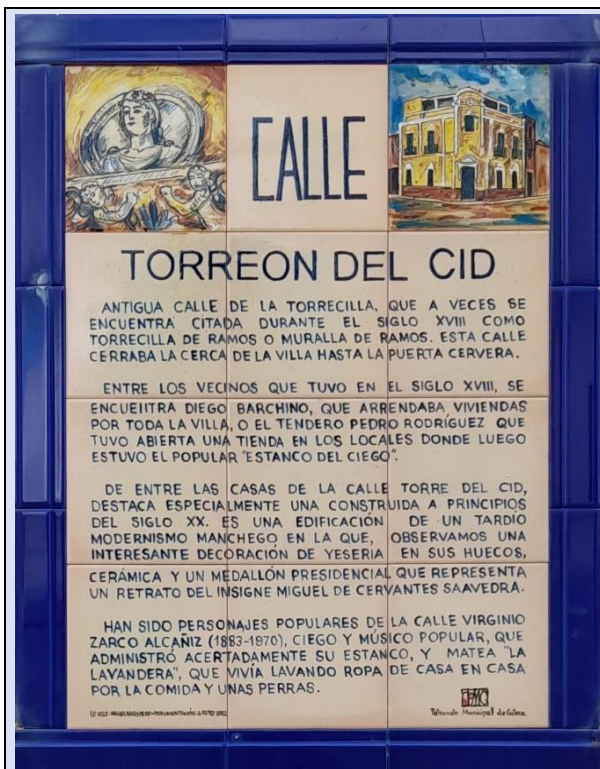 CALLE
TORREON DEL CID
ANTIGUA CALLE DE LA TORRECILLA, QUE A VECES SE
ENCUENTRA CITADA DURANTE EL SIGLO XVIII COMO
TORRECILLA DE RAMOS O MURALLA DE RAMOS. ESTA CALLE
CERRABA LA CERCA DE LA VILLA HASTA LA PUERTA CERVERA.
ENTRE LOS VECINOS QUE TUVO EN EL SIGLO XVIII, SE
ENCUEIITRA DIEGO BARCHINO, QUE ARRENDABA VIVIENDAS
POR TODA LA VILLA, O EL TENDERO PEDRO RODRÍGUEZ QUE
TUVO ABIERTA UNA TIENDA EN LOS LOCALES DONDE LUEGO
ESTUVO EL POPULAR "ESTANCO DEL CIEGO".
DE ENTRE LAS CASAS DE LA CALLE TORRE DEL CID,
DESTACA ESPECIALMENTE UNA CONSTRUIDA A PRINCIPIOS
DEL SIGLO XX. ES UNA EDIFICACIÓN DE UN TARDÍO
MODERNISMO MANCHEGO EN LA QUE, OBSERVAMOS UNA
INTERESANTE DECORACIÓN DE YESERIA EN SUS HUECOS,
CERÁMICA Y UN MEDALLÓN PRESIDENCIAL QUE REPRESENTA
UN RETRATO DEL INSIGNE MIGUEL DE CERVANTES SAAVEDRA.
HAN SIDO PERSONAJES POPULARES DE LA CALLE VIRGINIO
ZARCO ALCAÑIZ (1883-1970), CIEGO Y MÚSICO POPULAR, QUE
ADMINISTRÓ ACERTADAMENTE SU ESTANCO, Y MATEA "LA
LAVANDERA", QUE VIVÍA LAVANDO ROPA DE CASA EN CASA
POR LA COMIDA Y UNAS PERRAS.
Patronato Municipal de Cultura